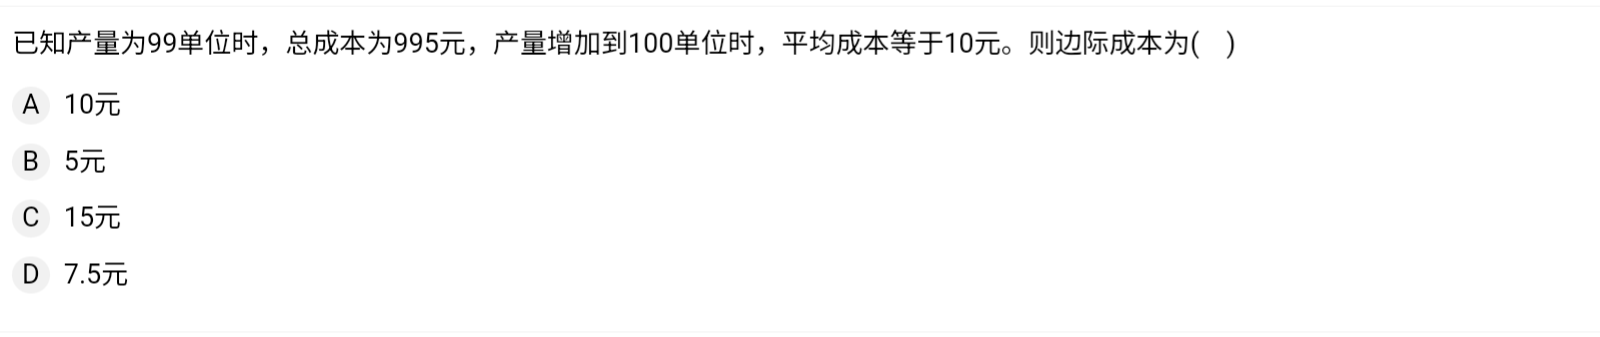 已知产量为99单位时，总成本为995元，产量增加到100单位时，平均成本等于10元。则边际成本为( )
A 10元
B 5元
C 15元
D 7.5元